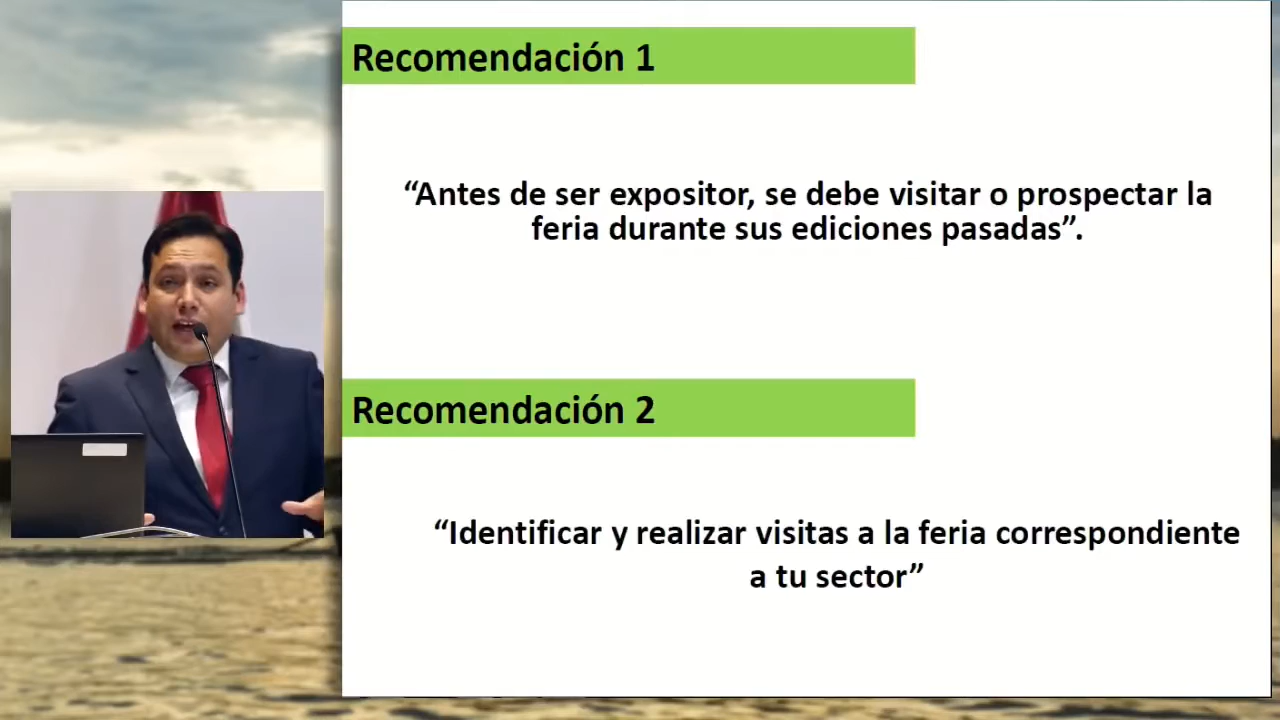 Recomendación 1
“Antes de ser expositor, se debe visitar o prospectar la
feria durante sus ediciones pasadas”.
Recomendación 2
“Identificar y realizar visitas a la feria correspondiente
a tu sector”